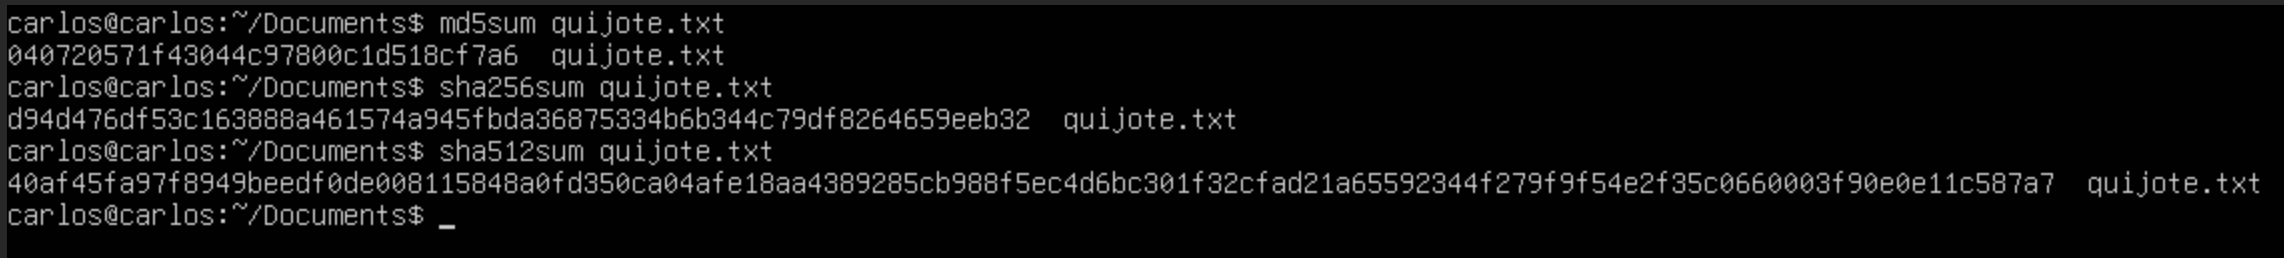 carlos@carlos:~/Documents$ md5sum quijote.txt
040720571f43044c97800c1d518cf7a6  quijote.txt
carlos@carlos:~/Documents$ sha256sum quijote.txt
d94d476df53c163888a461574a945fbda36875334b6b344c79df8264659eeb32  quijote.txt
carlos@carlos:~/Documents$ sha512sum quijote.txt
40af45fa97f8949beedf0de008115848a0fd350ca04afe18aa4389285cb988f5ec4d6bc301f32cfad21a65592344f279f9f54e2f35c0660003f90e0e11c587a7  quijote.txt
carlos@carlos:~/Documents$ _